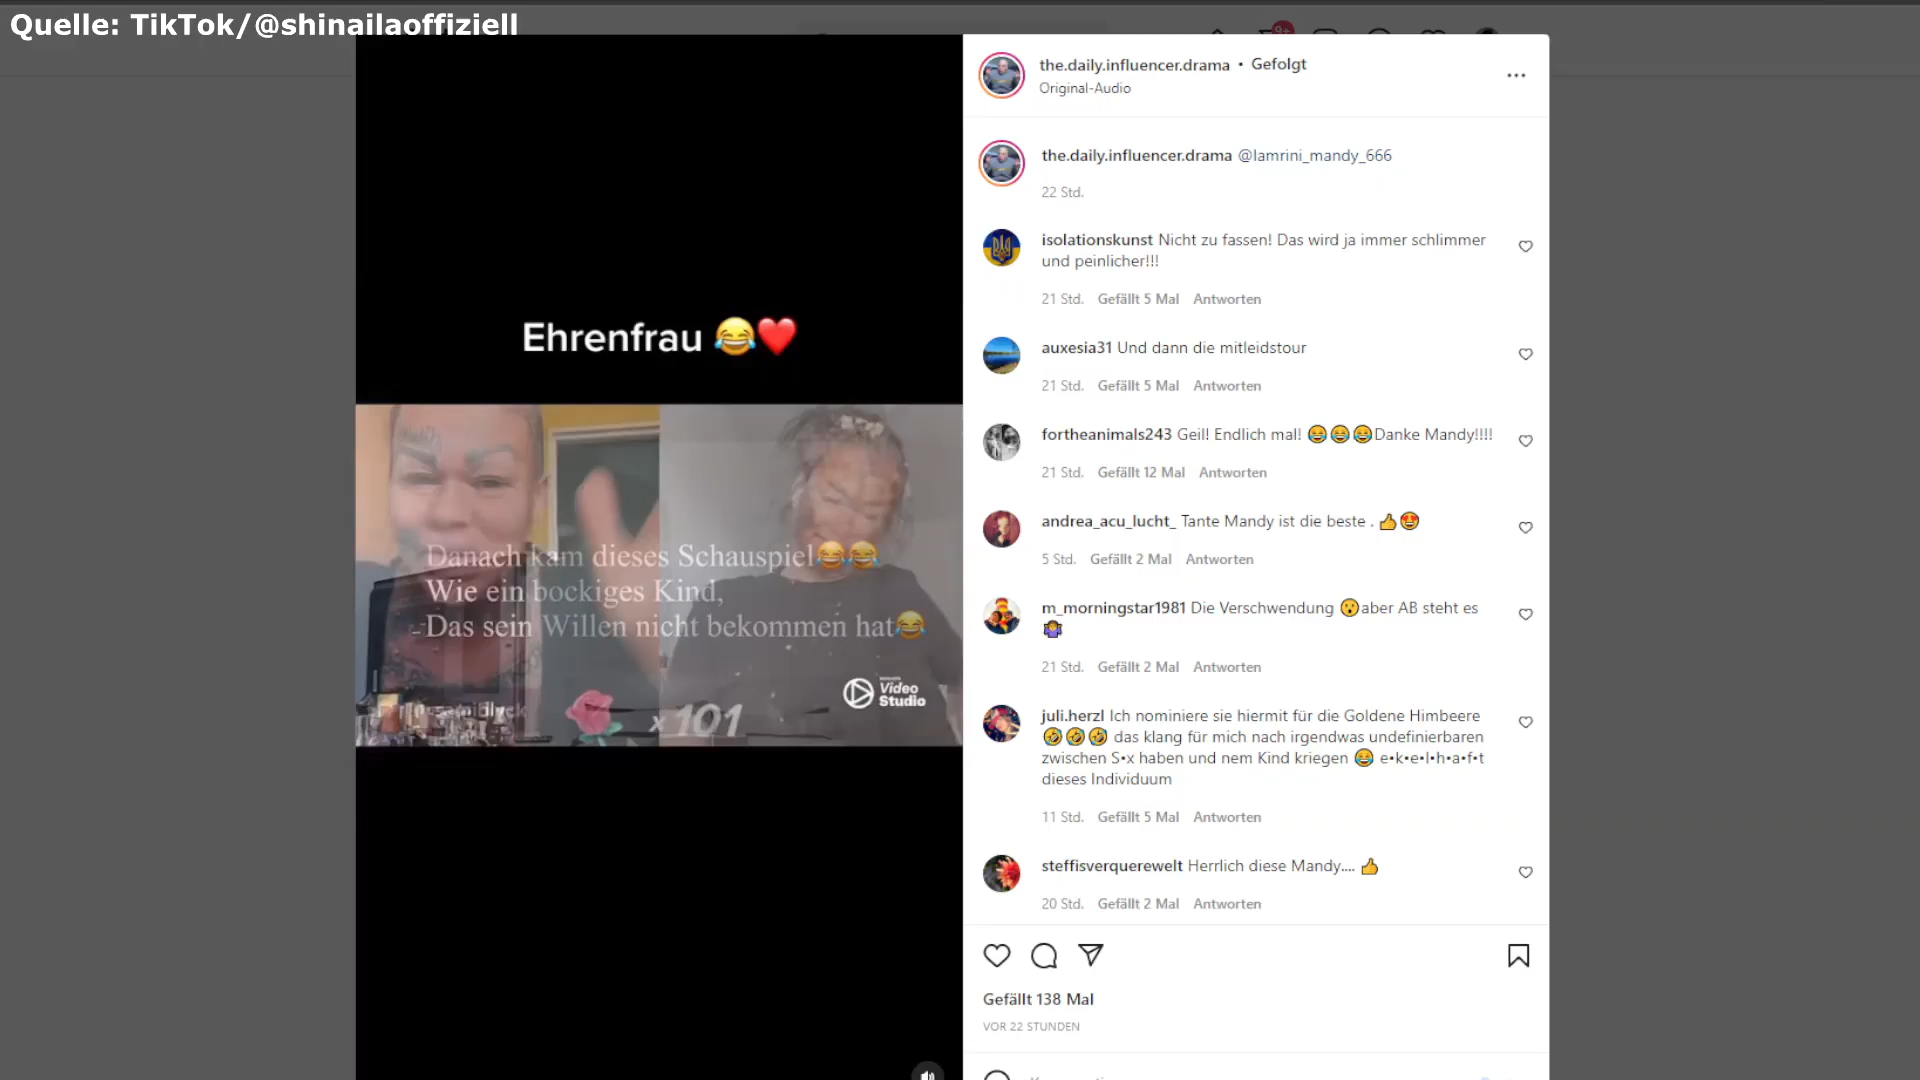 Quelle: TikTok/@shinailaoffiziell
the.daily.influencer.drama • Gefolgt
Original-Audio
the.daily.influencer.drama @lamrini_mandy_666
22 Std.
isolationskunst Nicht zu fassen! Das wird ja immer schlimmer
und peinlicher!!!
21 Std. Gefällt 5 Mal Antworten
auxesia31 Und dann die mitleidstour
21 Std. Gefällt 5 Mal Antworten
fortheanimals243 Geil! Endlich mal! 😂😂😂Danke Mandy!!!!
21 Std. Gefällt 12 Mal Antworten
andrea_acu_lucht_ Tante Mandy ist die beste . 👍😍
5 Std. Gefällt 2 Mal Antworten
m_morningstar1981 Die Verschwendung 😮aber AB steht es
🤷‍♀️
21 Std. Gefällt 2 Mal Antworten
juli.herzl Ich nominiere sie hiermit für die Goldene Himbeere
🤣🤣🤣 das klang für mich nach irgendwas undefinierbaren
zwischen S•x haben und nem Kind kriegen 😂 e•k•e•l•h•a•f•t
dieses Individuum
11 Std. Gefällt 5 Mal Antworten
steffisverquerewelt Herrlich diese Mandy.... 👍
20 Std. Gefällt 2 Mal Antworten
Gefällt 138 Mal
VOR 22 STUNDEN
Ehrenfrau 😂❤️
Danach kam dieses Schauspiel😂😂
Wie ein bockiges Kind,
Das sein Willen nicht bekommen hat😂
Video
Studio
x 101
9+